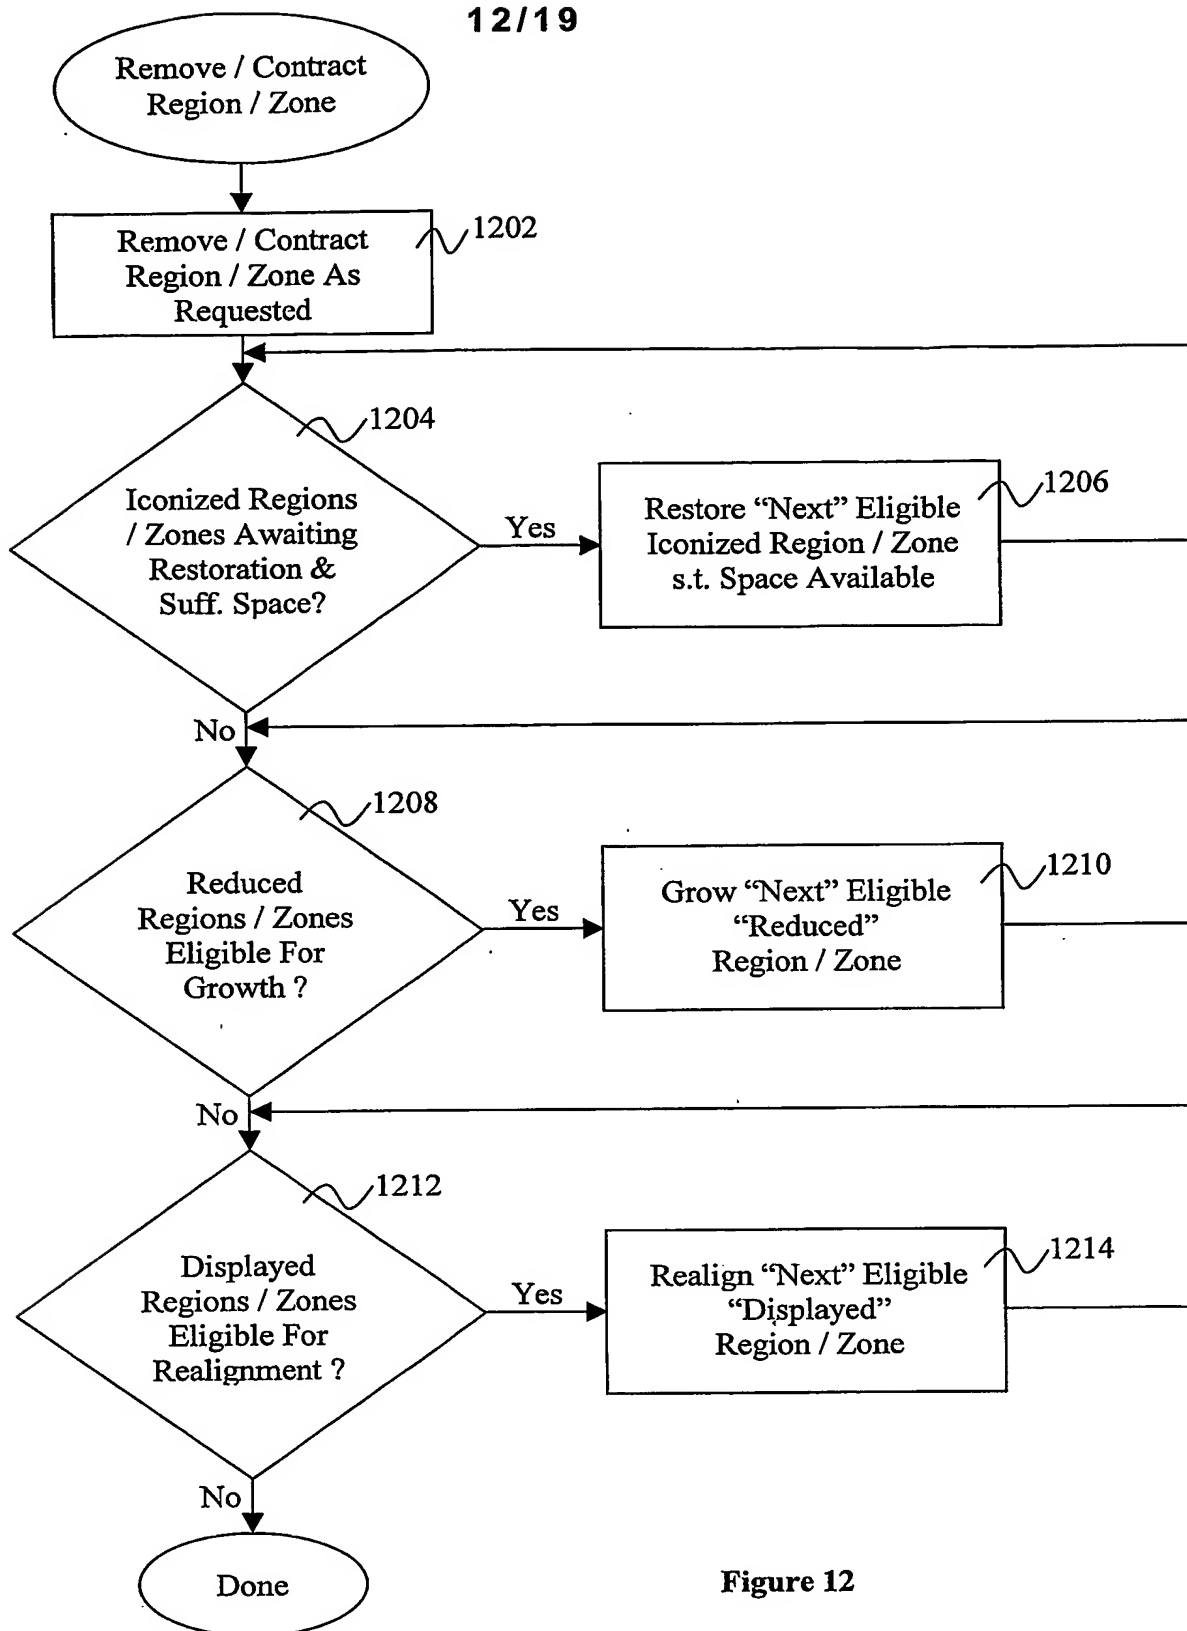 12/19
Remove / Contract
Region / Zone
Remove / Contract
Region / Zone As
Requested
1202
1204
Iconized Regions
/ Zones Awaiting
Restoration &
Suff. Space?
Yes
Restore “Next” Eligible
Iconized Region / Zone
s.t. Space Available
1206
No
1208
Reduced
Regions / Zones
Eligible For
Growth ?
Yes
Grow “Next” Eligible
“Reduced”
Region / Zone
1210
No
1212
Displayed
Regions / Zones
Eligible For
Realignment ?
Yes
Realign “Next” Eligible
“Displayed”
Region / Zone
1214
No
Done
Figure 12